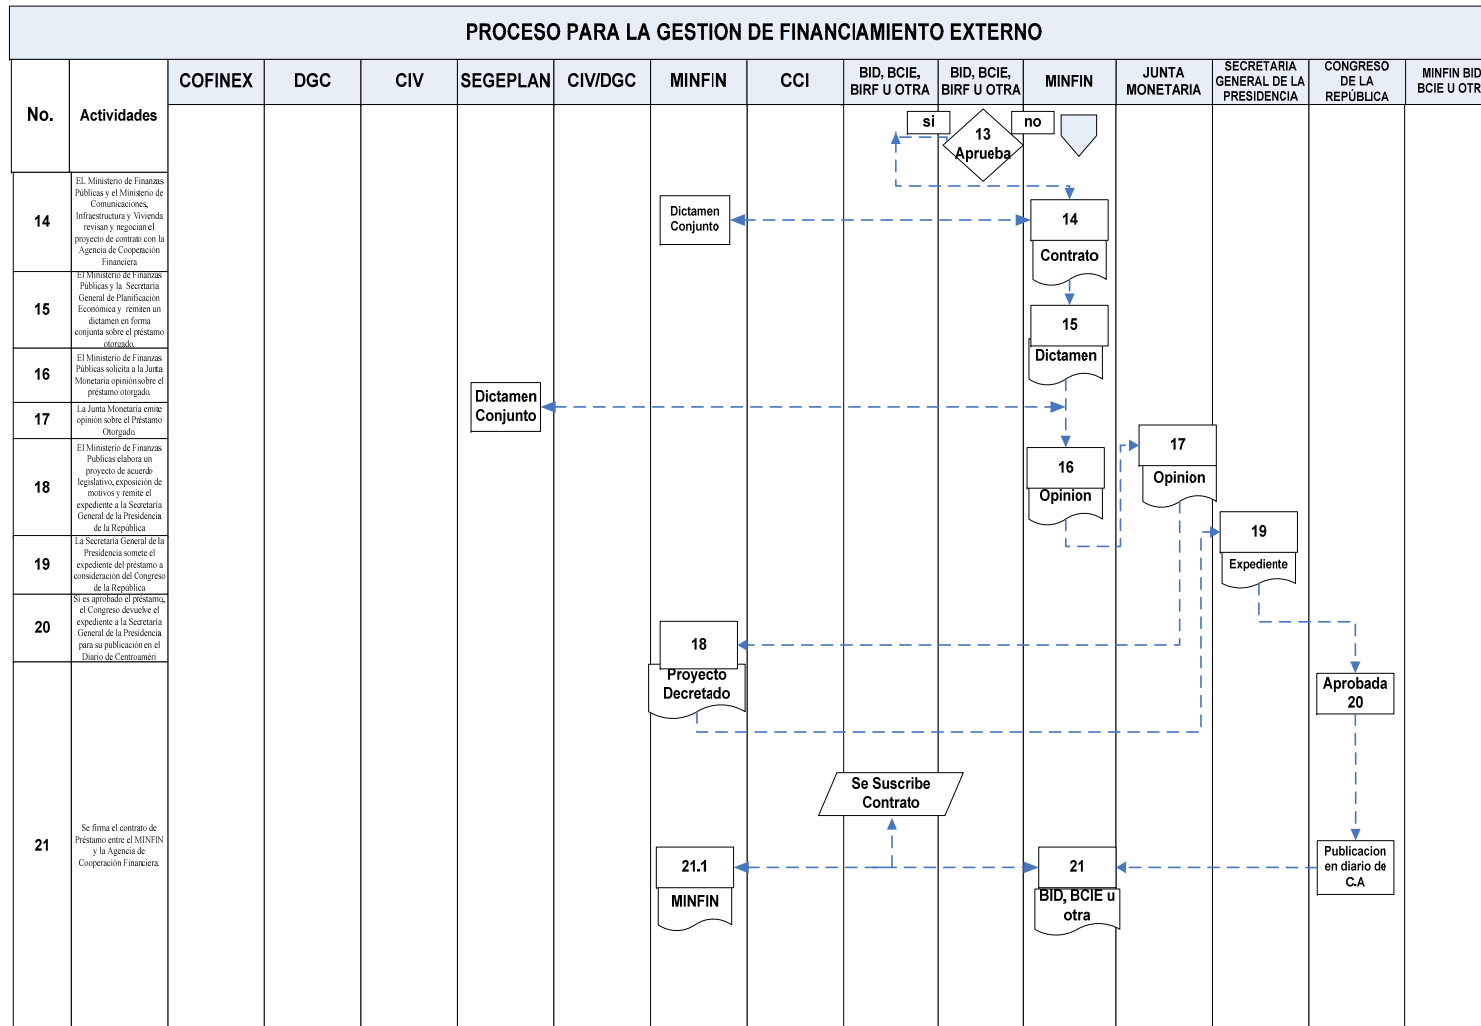 PROCESO PARA LA GESTION DE FINANCIAMIENTO EXTERNO
No.
Actividades
COFINEX
DGC
CIV
SEGEPLAN
CIV/DGC
MINFIN
CCI
BID, BCIE,
BIRF U OTRA
BID, BCIE,
BIRF U OTRA
MINFIN
JUNTA
MONETARIA
SECRETARIA
GENERAL DE LA
PRESIDENCIA
CONGRESO
DE LA
REPÚBLICA
MINFIN BID
BCIE U OTR
si
13
Aprueba
no
14
EL Ministerio de Finanzas
Públicas y el Ministerio de
Comunicaciones,
Infraestructura y Vivienda
revisan y negocian el
proyecto de contrato con la
Agencia de Cooperación
Financiera
Dictamen
Conjunto
14
Contrato
15
El Ministerio de Finanzas
Públicas y la Secretaría
General de Planificación
Económica y remiten un
dictamen en forma
conjunta sobre el préstamo
otorgado.
15
Dictamen
16
El Ministerio de Finanzas
Públicas solicita a la Junta
Monetaria opinión sobre el
préstamo otorgado.
Dictamen
Conjunto
17
La Junta Monetaria emite
opinión sobre el Préstamo
Otorgado.
16
Opinion
17
Opinion
18
El Ministerio de Finanzas
Publicas elabora un
proyecto de acuerdo
legislativo, exposición de
motivos y remite el
expediente a la Secretaría
General de la Presidencia
de la República
19
La Secretaría General de la
Presidencia somete el
expediente del préstamo a
consideración del Congreso
de la República
19
Expediente
20
Si es aprobado el préstamo,
el Congreso devuelve el
expediente a la Secretaría
General de la Presidencia
para su publicación en el
Diario de Centroaméri
18
Proyecto
Decretado
Aprobada
20
21
Se firma el contrato de
Préstamo entre el MINFIN
y la Agencia de
Cooperación Financiera.
Se Suscribe
Contrato
21.1
MINFIN
21
BID, BCIE u
otra
Publicacion
en diario de
C.A